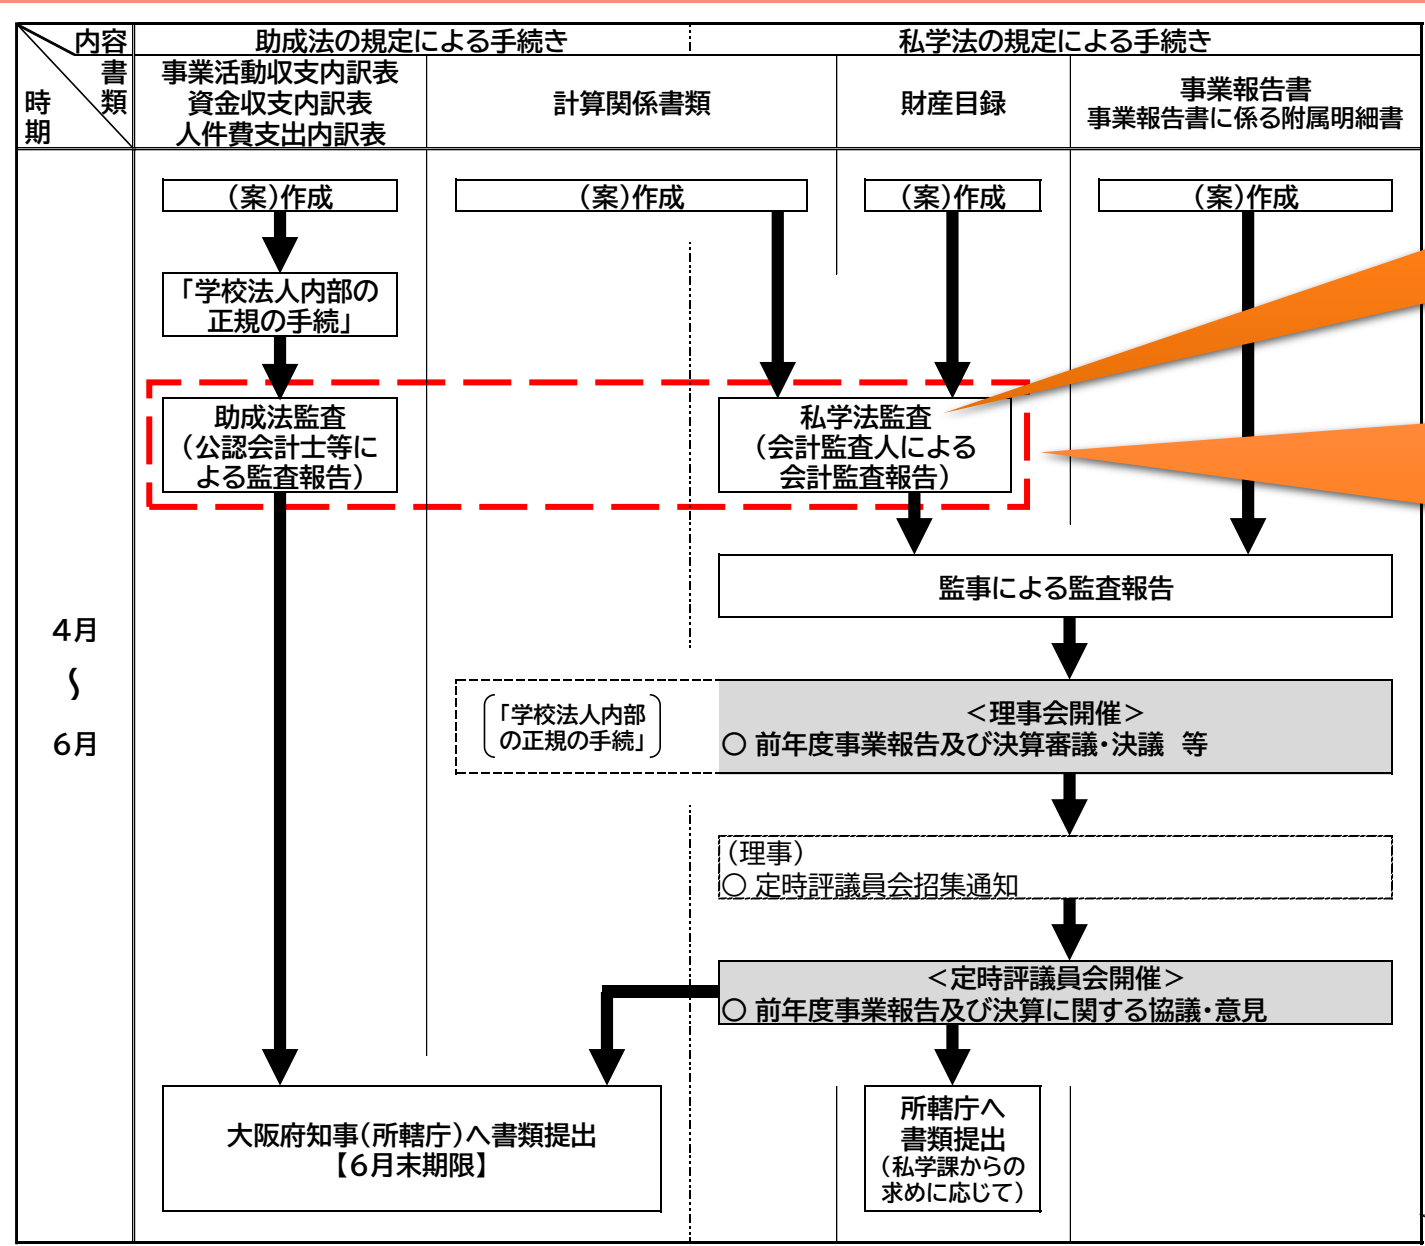 内容
書類
時期
助成法の規定による手続き
私学法の規定による手続き
事業活動収支内訳表
資金収支内訳表
人件費支出内訳表
計算関係書類
財産目録
事業報告書
事業報告書に係る附属明細書
(案)作成
(案)作成
(案)作成
(案)作成
「学校法人内部の
正規の手続」
助成法監査
(公認会計士等に
よる監査報告)
私学法監査
(会計監査人による
会計監査報告)
監事による監査報告
4月
〜
6月
「学校法人内部
の正規の手続」
<理事会開催>
○ 前年度事業報告及び決算審議・決議 等
(理事)
○ 定時評議員会招集通知
<定時評議員会開催>
○ 前年度事業報告及び決算に関する協議・意見
大阪府知事(所轄庁)へ書類提出
【6月末期限】
所轄庁へ
書類提出
(私学課からの
求めに応じて)